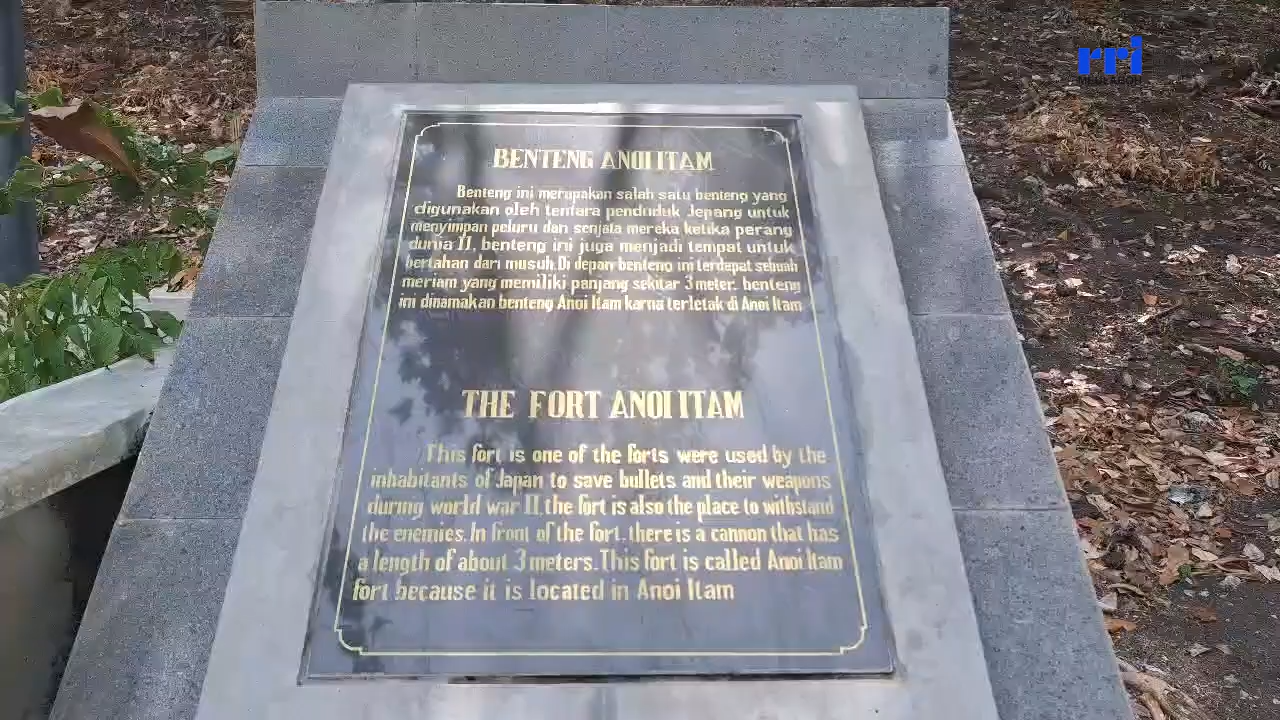 rri
BENTENG ANOI ITAM
Benteng ini merupakan salah satu benteng yang
digunakan oleh tentara penduduk Jepang untuk
menyimpan peluru dan senjata mereka ketika perang
dunia II, benteng ini juga menjadi tempat untuk
bertahan dari musuh.Di depan benteng ini terdapat sebuah
meriam yang memiliki panjang sekitar 3 meter. benteng
ini dinamakan benteng Anoi Itam karna terletak di Anoi Itam
THE FORT ANOI ITAM
This fort is one of the forts were used by the
inhabitants of Japan to save bullets and their weapons
during world war II,the fort is also the place to withstand
the enemies. In front of the fort, there is a cannon that has
a length of about 3 meters.This fort is called Anoi Itam
fort because it is located in Anoi Itam